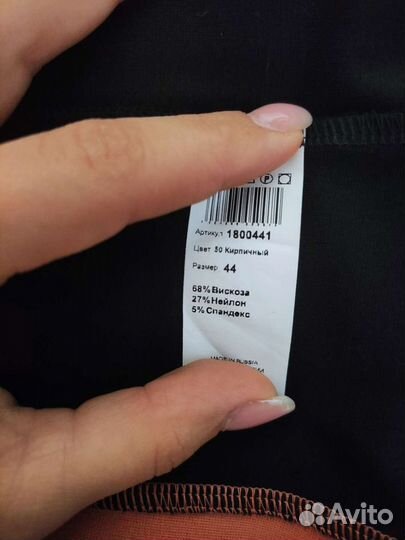 Артикул 1800441
Цвет 50 Кирпичный
Размер 44
68% Вискоза
27% Нейлон
5% Спандекс
MADE IN RUSSIA
Avito